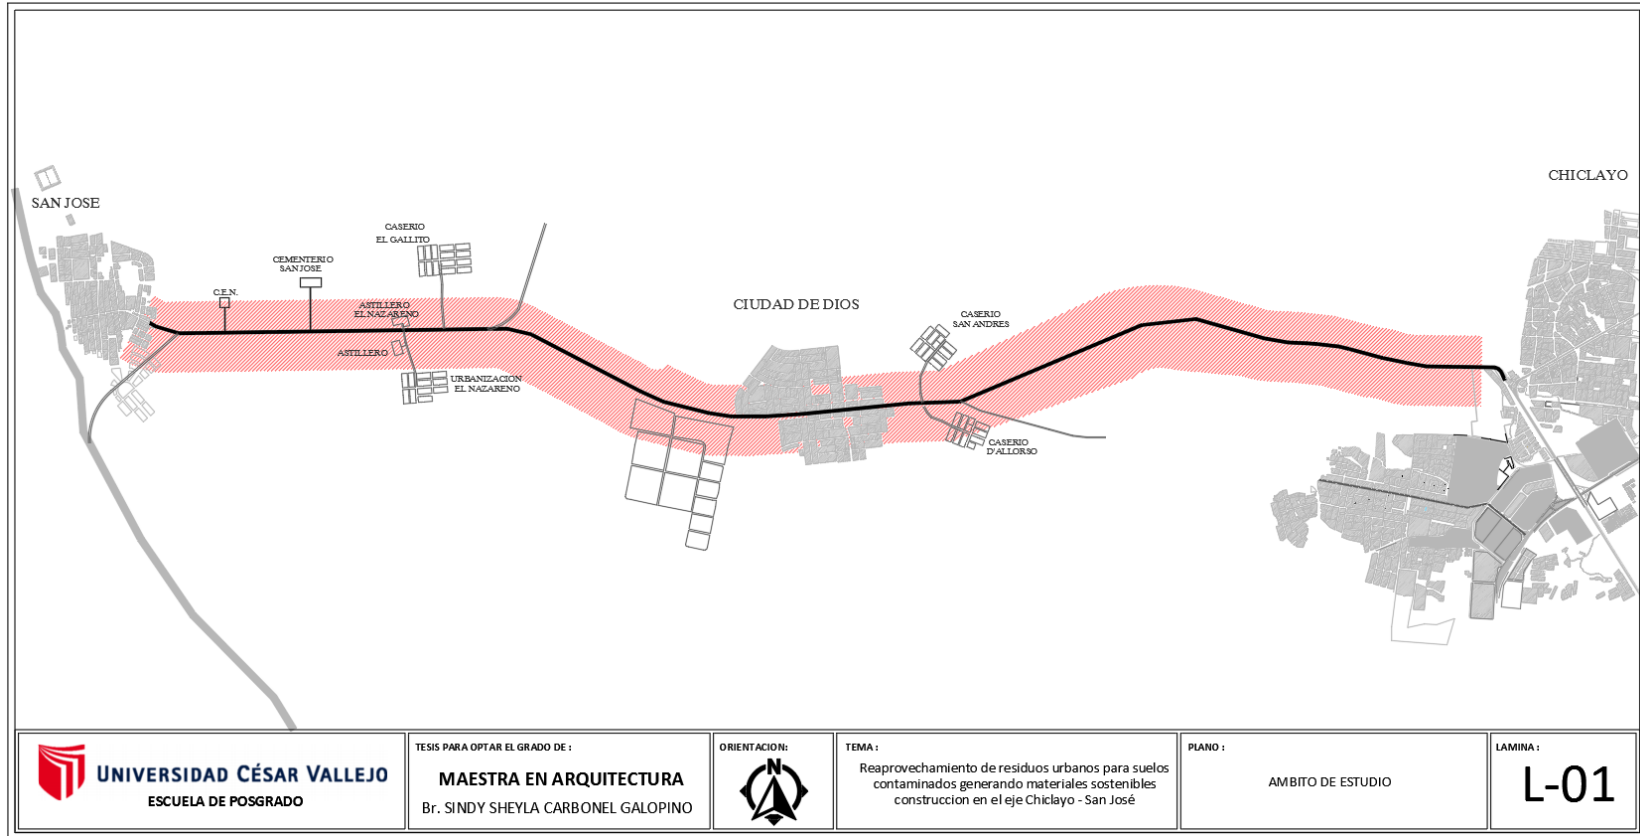 CHICLAYO
SAN JOSE
CASERIO
EL GALLITO
CEMENTERIO
SAN JOSE
C.E.N.
ASTILLERO
EL NAZARENO
CIUDAD DE DIOS
CASERIO
SAN ANDRES
ASTILLERO
URBANIZACION
EL NAZARENO
CASERIO
D'ALLORSO
UNIVERSIDAD CÉSAR VALLEJO
ESCUELA DE POSGRADO
TESIS PARA OPTAR EL GRADO DE :
MAESTRA EN ARQUITECTURA
Br. SINDY SHEYLA CARBONEL GALOPINO
ORIENTACION:
N
TEMA :
Reaprovechamiento de residuos urbanos para suelos
contaminados generando materiales sostenibles
construccion en el eje Chiclayo - San José
PLANO :
AMBITO DE ESTUDIO
LAMINA :
L-01